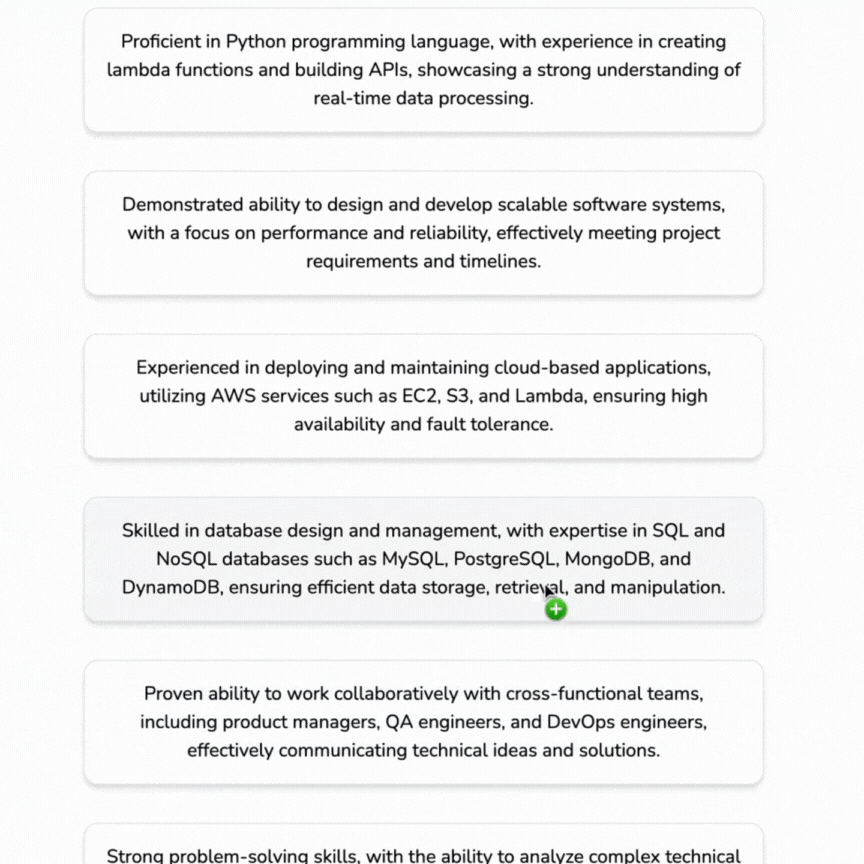 Proficient in Python programming language, with experience in creating
lambda functions and building APIs, showcasing a strong understanding of
real-time data processing.
Demonstrated ability to design and develop scalable software systems,
with a focus on performance and reliability, effectively meeting project
requirements and timelines.
Experienced in deploying and maintaining cloud-based applications,
utilizing AWS services such as EC2, S3, and Lambda, ensuring high
availability and fault tolerance.
Skilled in database design and management, with expertise in SQL and
NoSQL databases such as MySQL, PostgreSQL, MongoDB, and
DynamoDB, ensuring efficient data storage, retrieval, and manipulation.
Proven ability to work collaboratively with cross-functional teams,
including product managers, QA engineers, and DevOps engineers,
effectively communicating technical ideas and solutions.
Strong problem-solving skills, with the ability to analyze complex technical